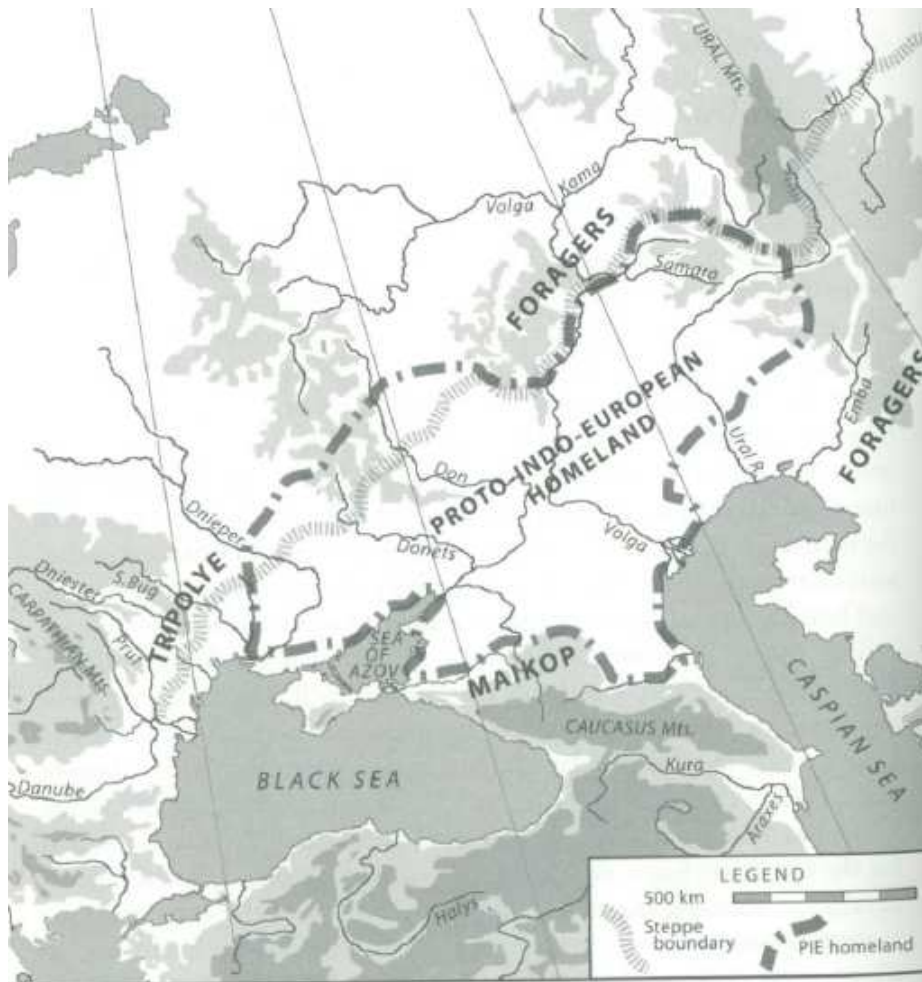 URAL Mts.
Kama
Volga
FORAGERS
Samara
PROTO-INDO-EUROPEAN
HOMELAND
Emba
FORAGERS
Ural R.
Don
Dnieper
Donets
Volga
TRIPOLYE
S.Bug
Dniester
CARPATHIAN Mts.
Prut
SEA
OF
AZOV
MAIKOP
CASPIAN SEA
CAUCASUS Mts.
BLACK SEA
Kura
Danube
Araxes
Halys
LEGEND
500 km
Steppe
boundary
PIE homeland